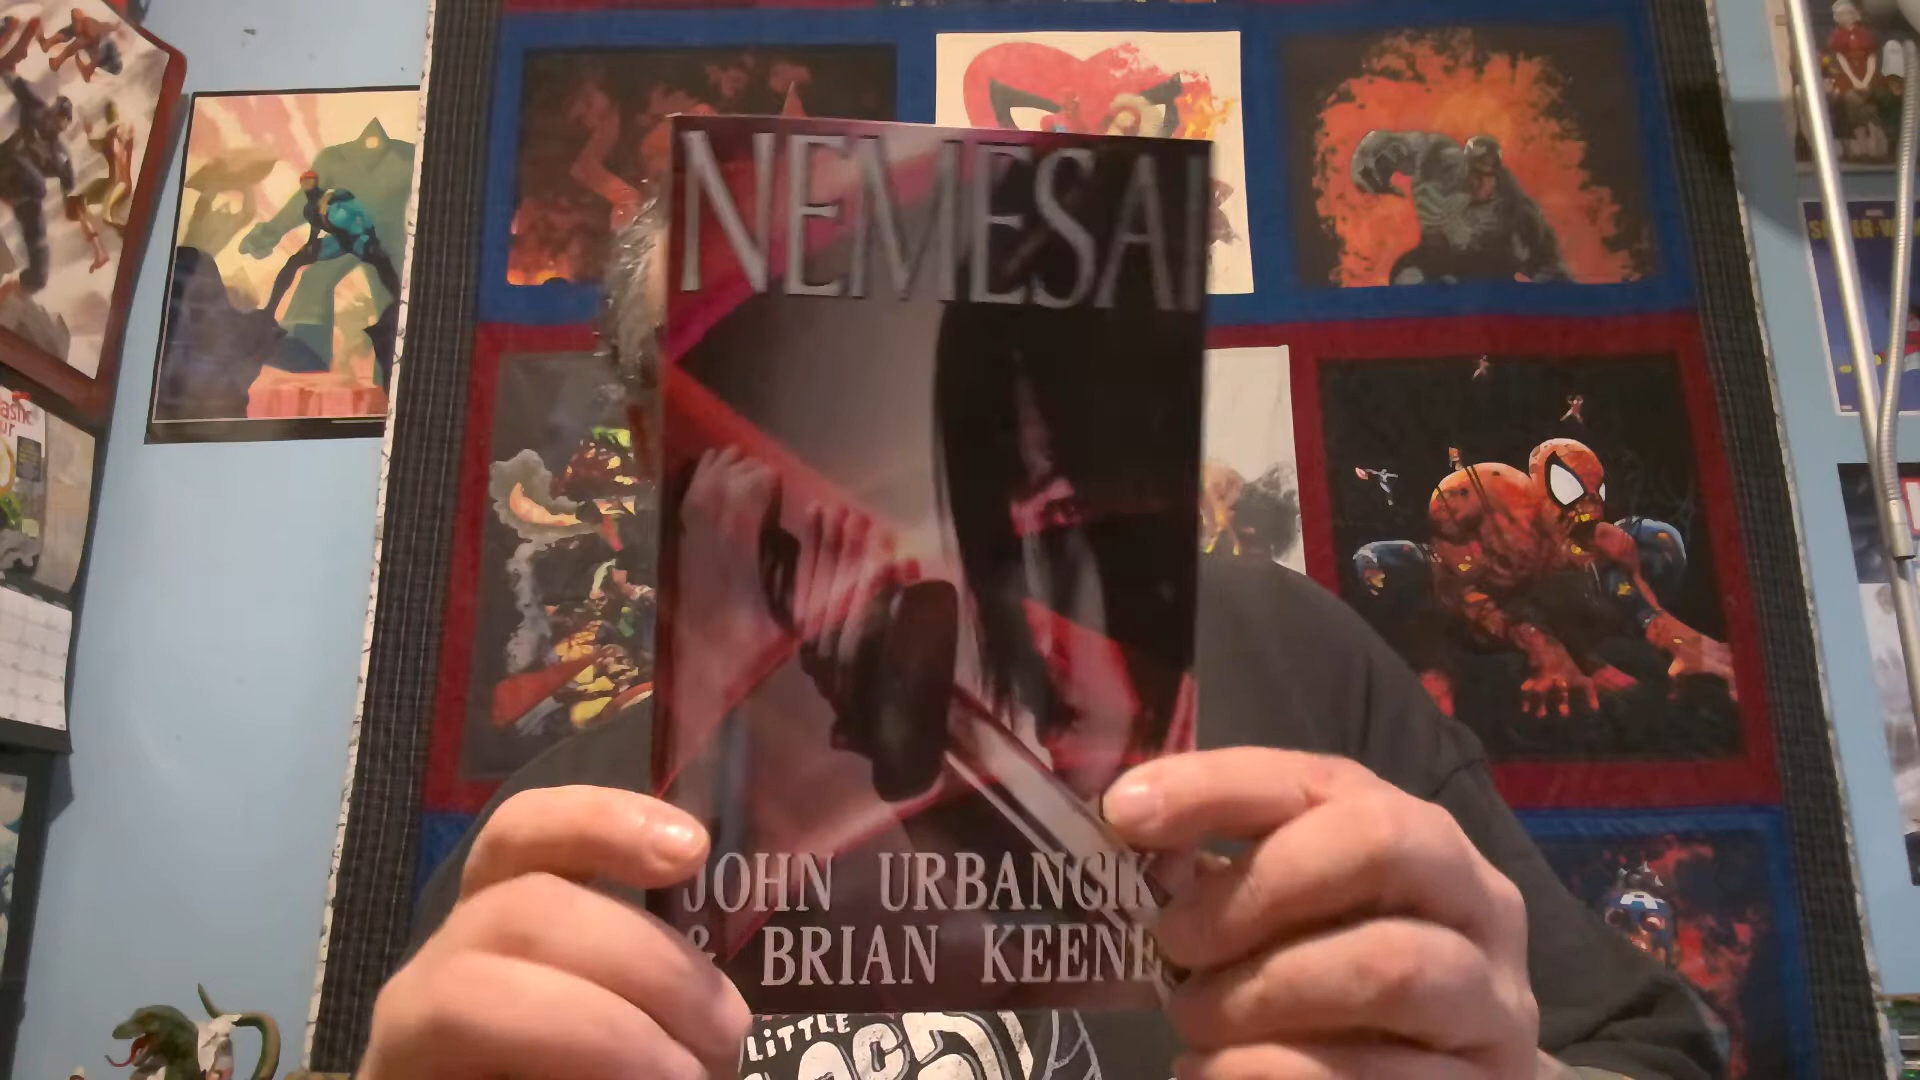 NEMESAI
JOHN URBANCIK
& BRIAN KEENE
LiTTLE